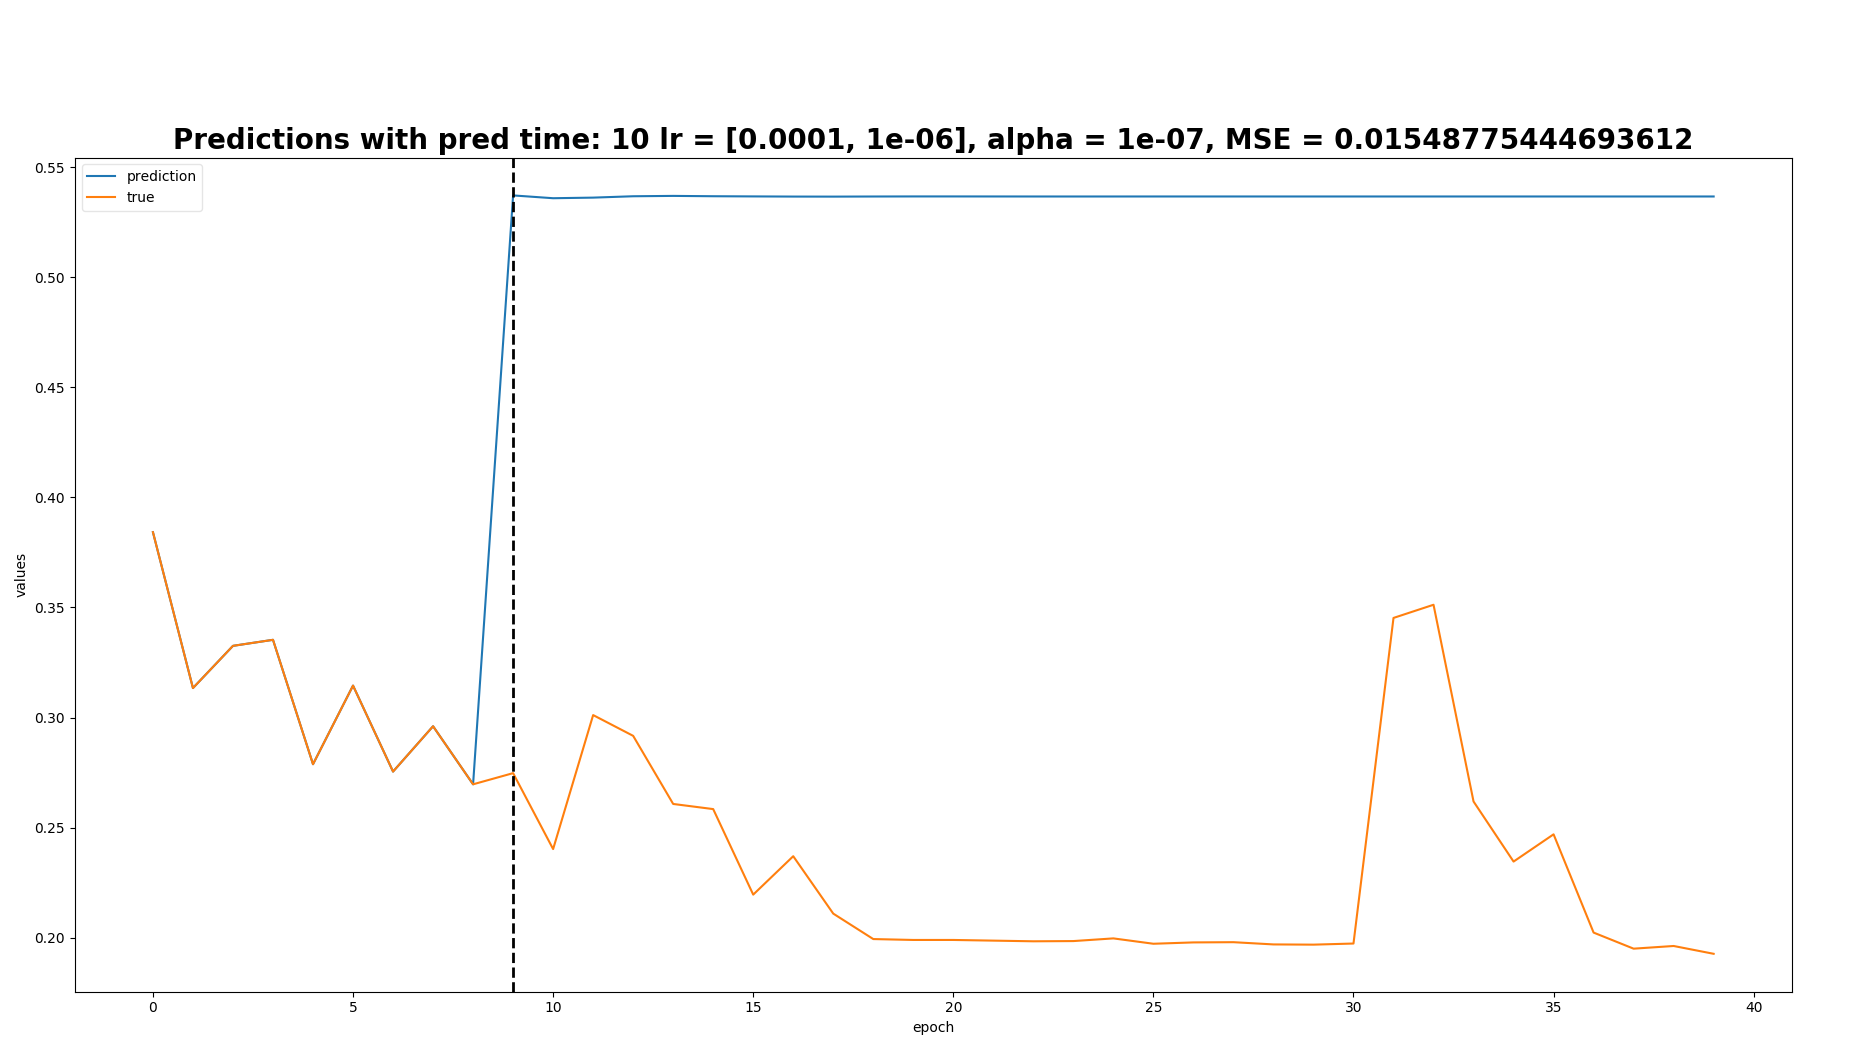 Predictions with pred time: 10 lr = [0.0001, 1e-06], alpha = 1e-07, MSE = 0.01548775444693612
prediction
true
0.55
0.50
0.45
0.40
0.35
0.30
0.25
0.20
values
0 5 10 15 20 25 30 35 40
epoch